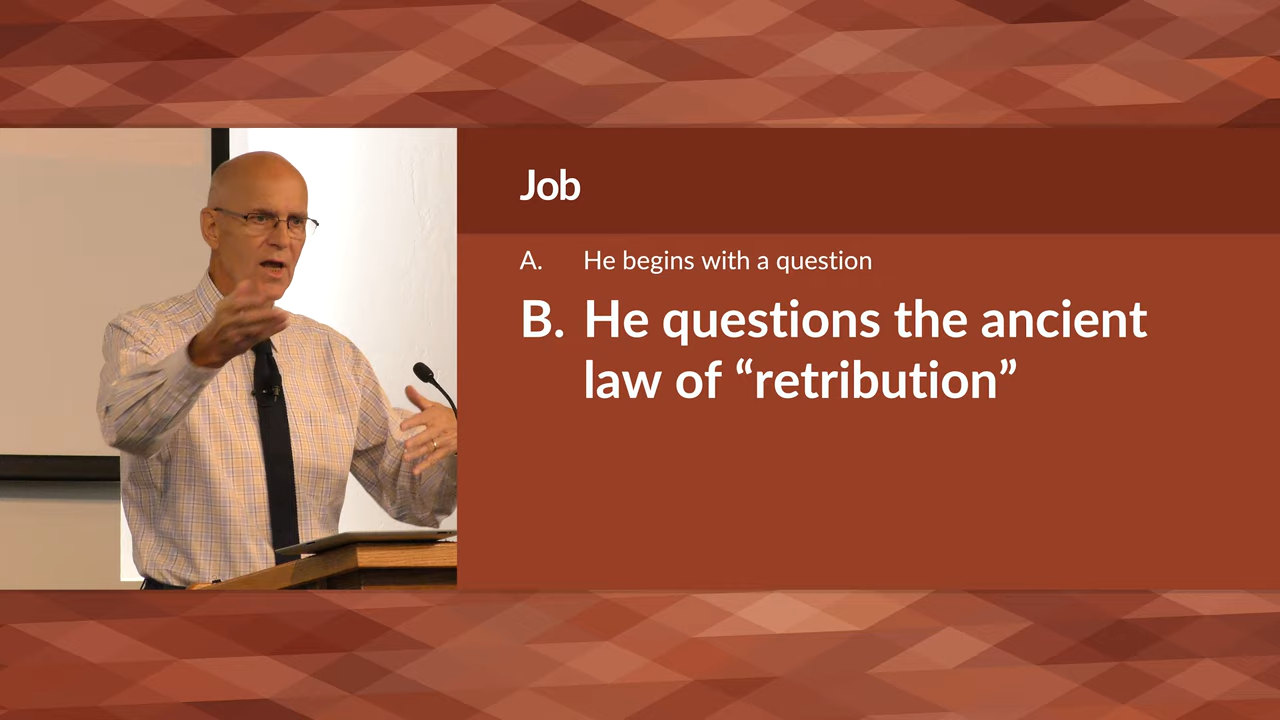 Job
A. He begins with a question
B. He questions the ancient
law of “retribution”